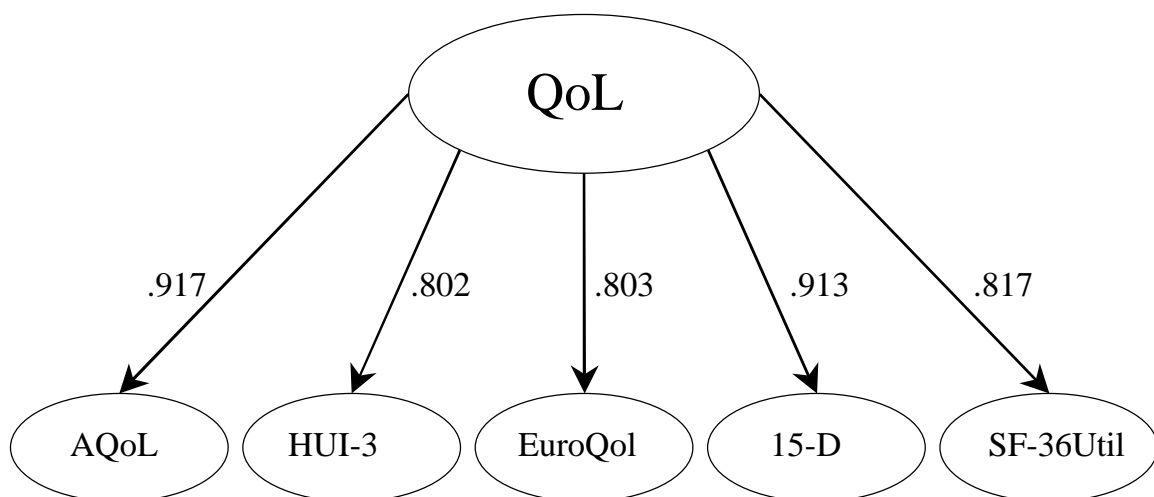 QoL
.917
.802
.803
.913
.817
AQoL
HUI-3
EuroQol
15-D
SF-36Util